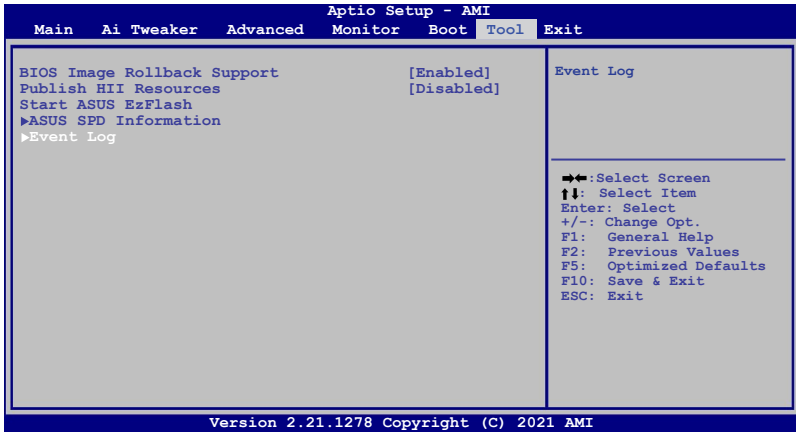 Aptio Setup - AMI
Main Ai Tweaker Advanced Monitor Boot Tool Exit
BIOS Image Rollback Support [Enabled]
Publish HII Resources [Disabled]
Start ASUS EzFlash
▶ASUS SPD Information
▶Event Log
Event Log
→←:Select Screen
↑↓: Select Item
Enter: Select
+/-: Change Opt.
F1: General Help
F2: Previous Values
F5: Optimized Defaults
F10: Save & Exit
ESC: Exit
Version 2.21.1278 Copyright (C) 2021 AMI